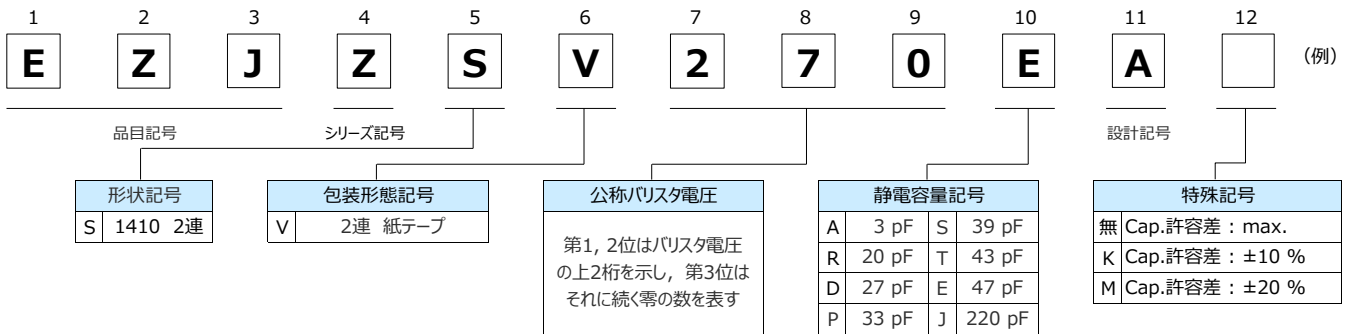 1 2 3 4 5 6 7 8 9 10 11 12
E Z J Z S V 2 7 0 E A (例)
品目記号 シリーズ記号 設計記号
形状記号
S 1410 2連
包装形態記号
V 2連 紙テープ
公称バリスタ電圧
第1, 2位はバリスタ電圧
の上2桁を示し, 第3位は
それに続く零の数を表す
静電容量記号
A 3 pF S 39 pF
R 20 pF T 43 pF
D 27 pF E 47 pF
P 33 pF J 220 pF
特殊記号
無 Cap.許容差 : max.
K Cap.許容差 : ±10 %
M Cap.許容差 : ±20 %